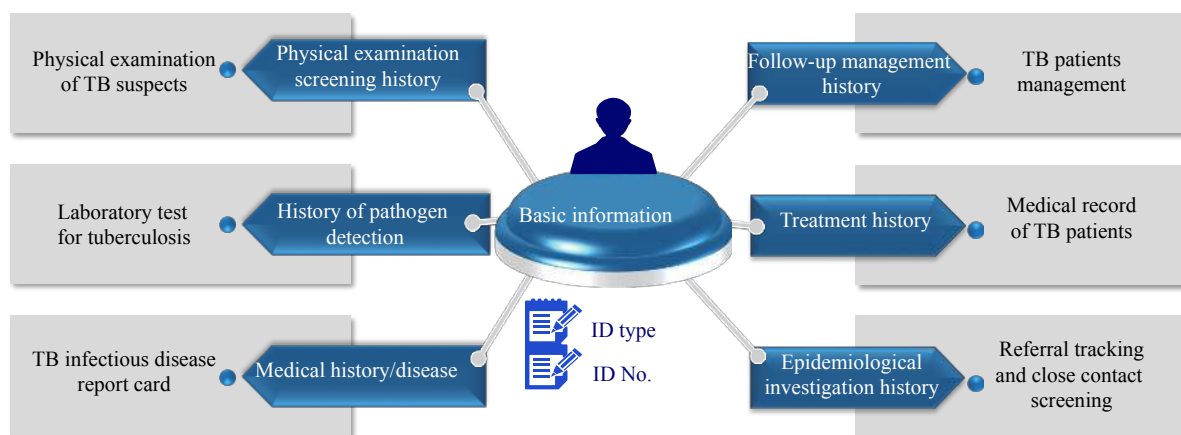 Physical examination
of TB suspects
Physical examination
screening history
Follow-up management
history
TB patients
management
Laboratory test
for tuberculosis
History of pathogen
detection
Basic information
Treatment history
Medical record
of TB patients
TB infectious disease
report card
Medical history/disease
ID type
ID No.
Epidemiological
investigation history
Referral tracking
and close contact
screening